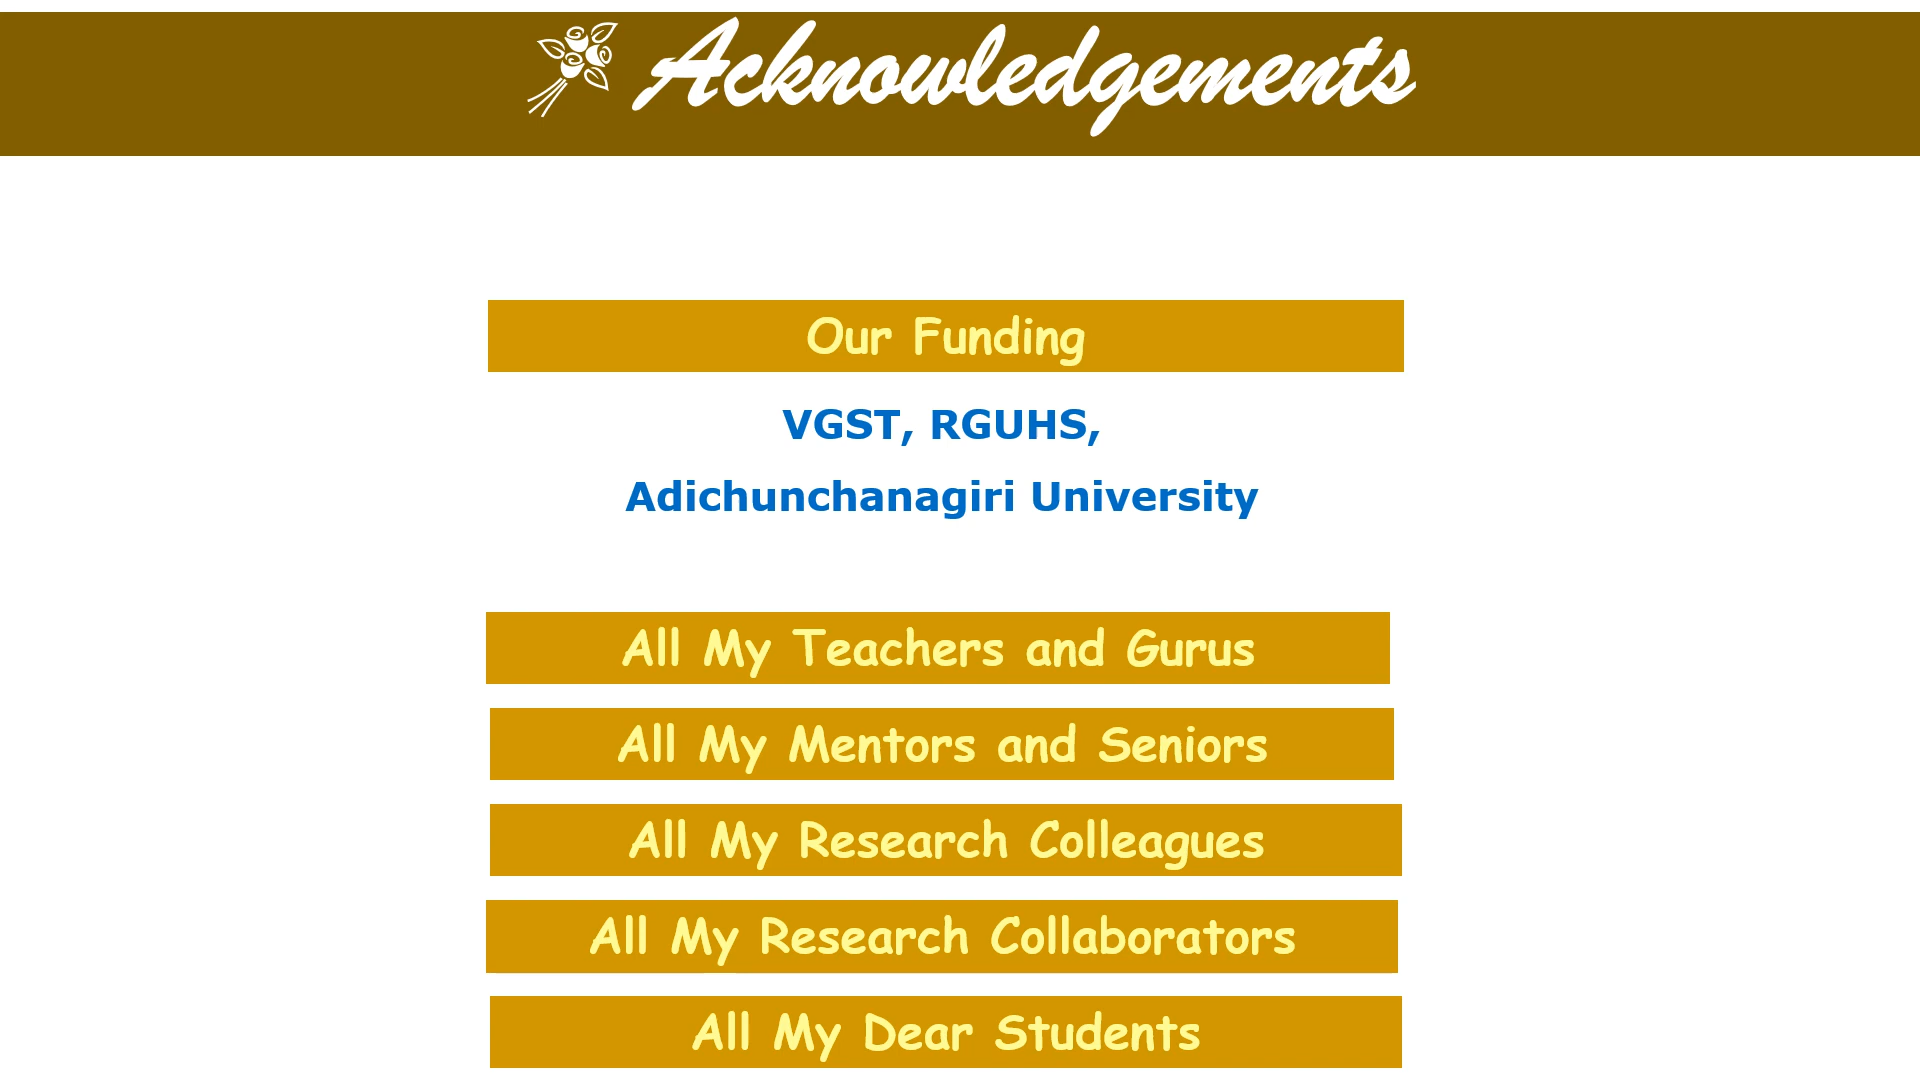 Acknowledgements
Our Funding
VGST, RGUHS,
Adichunchanagiri University
All My Teachers and Gurus
All My Mentors and Seniors
All My Research Colleagues
All My Research Collaborators
All My Dear Students